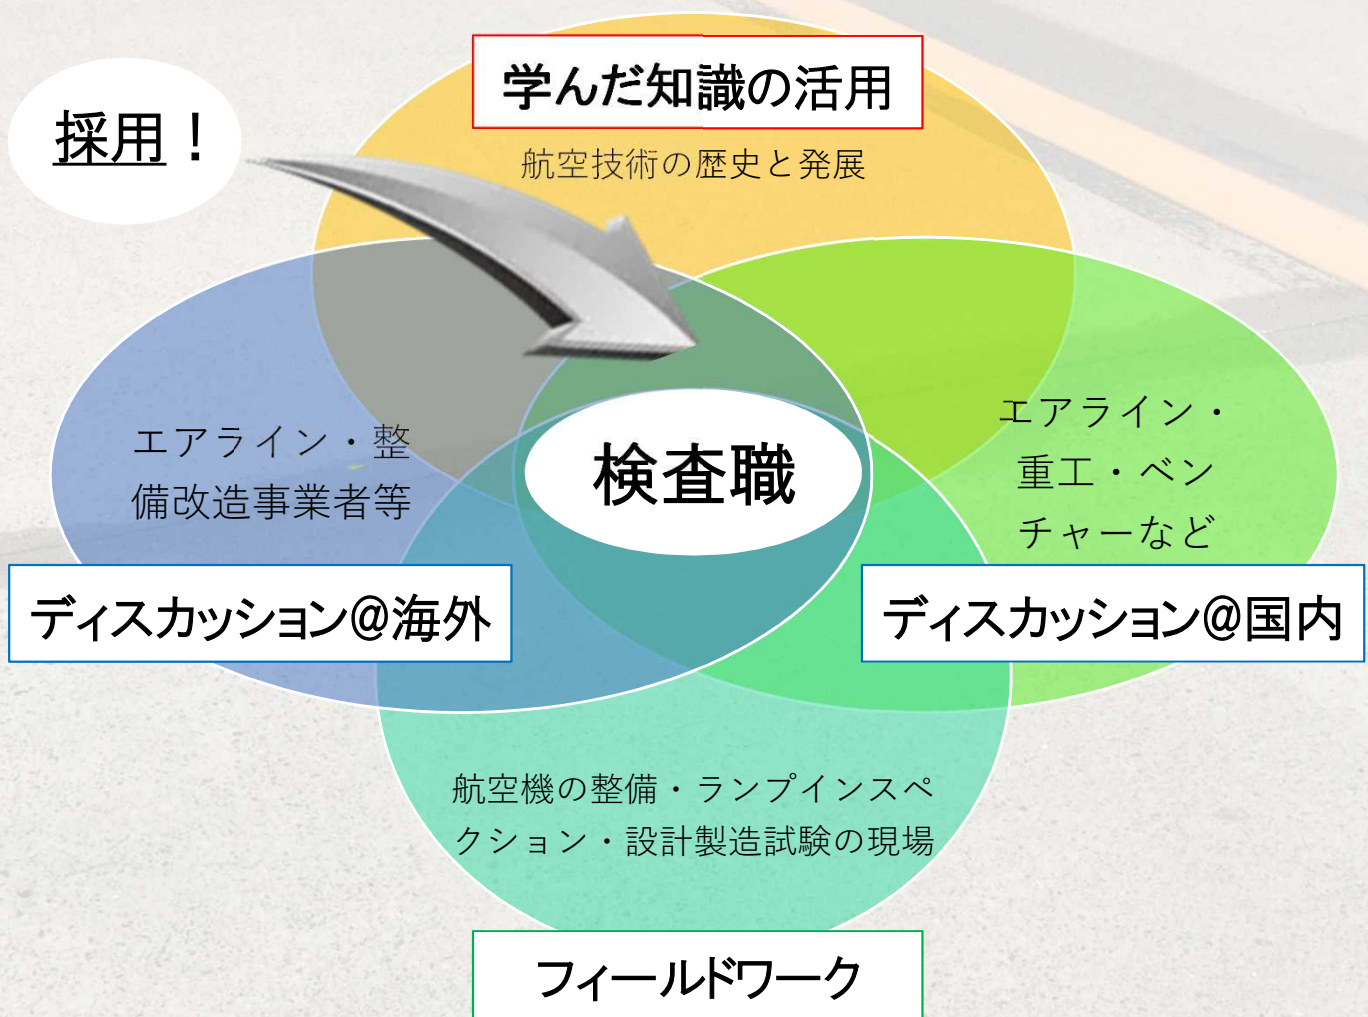 学んだ知識の活用
採用！
航空技術の歴史と発展
エアライン・整
備改造事業者等
検査職
エアライン・
重工・ベン
チャーなど
ディスカッション@海外
ディスカッション@国内
航空機の整備・ランプインスペ
クション・設計製造試験の現場
フィールドワーク